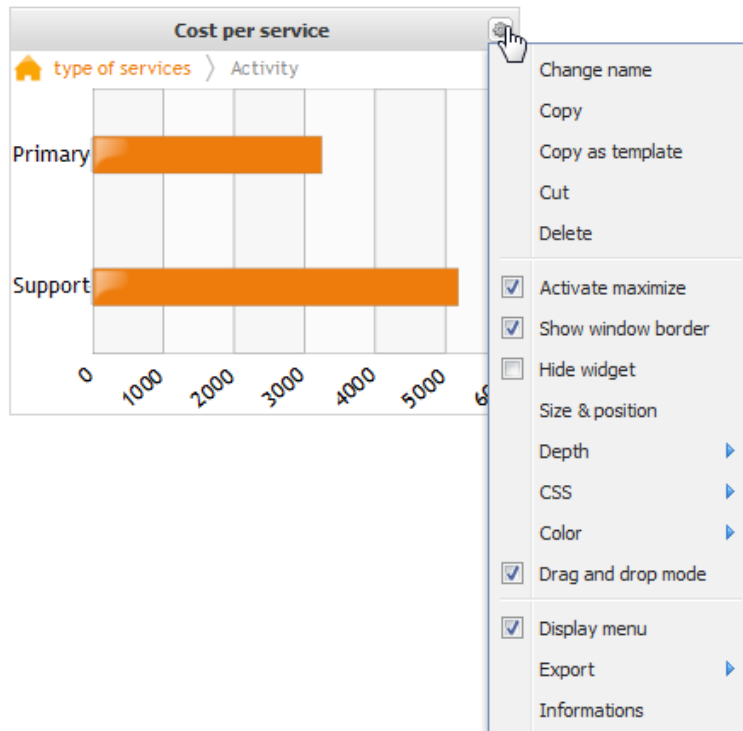 Cost per service
type of services 〉 Activity
Primary
Support
0 1000 2000 3000 4000 5000
Change name
Copy
Copy as template
Cut
Delete
Activate maximize
Show window border
Hide widget
Size & position
Depth
CSS
Color
Drag and drop mode
Display menu
Export
Informations